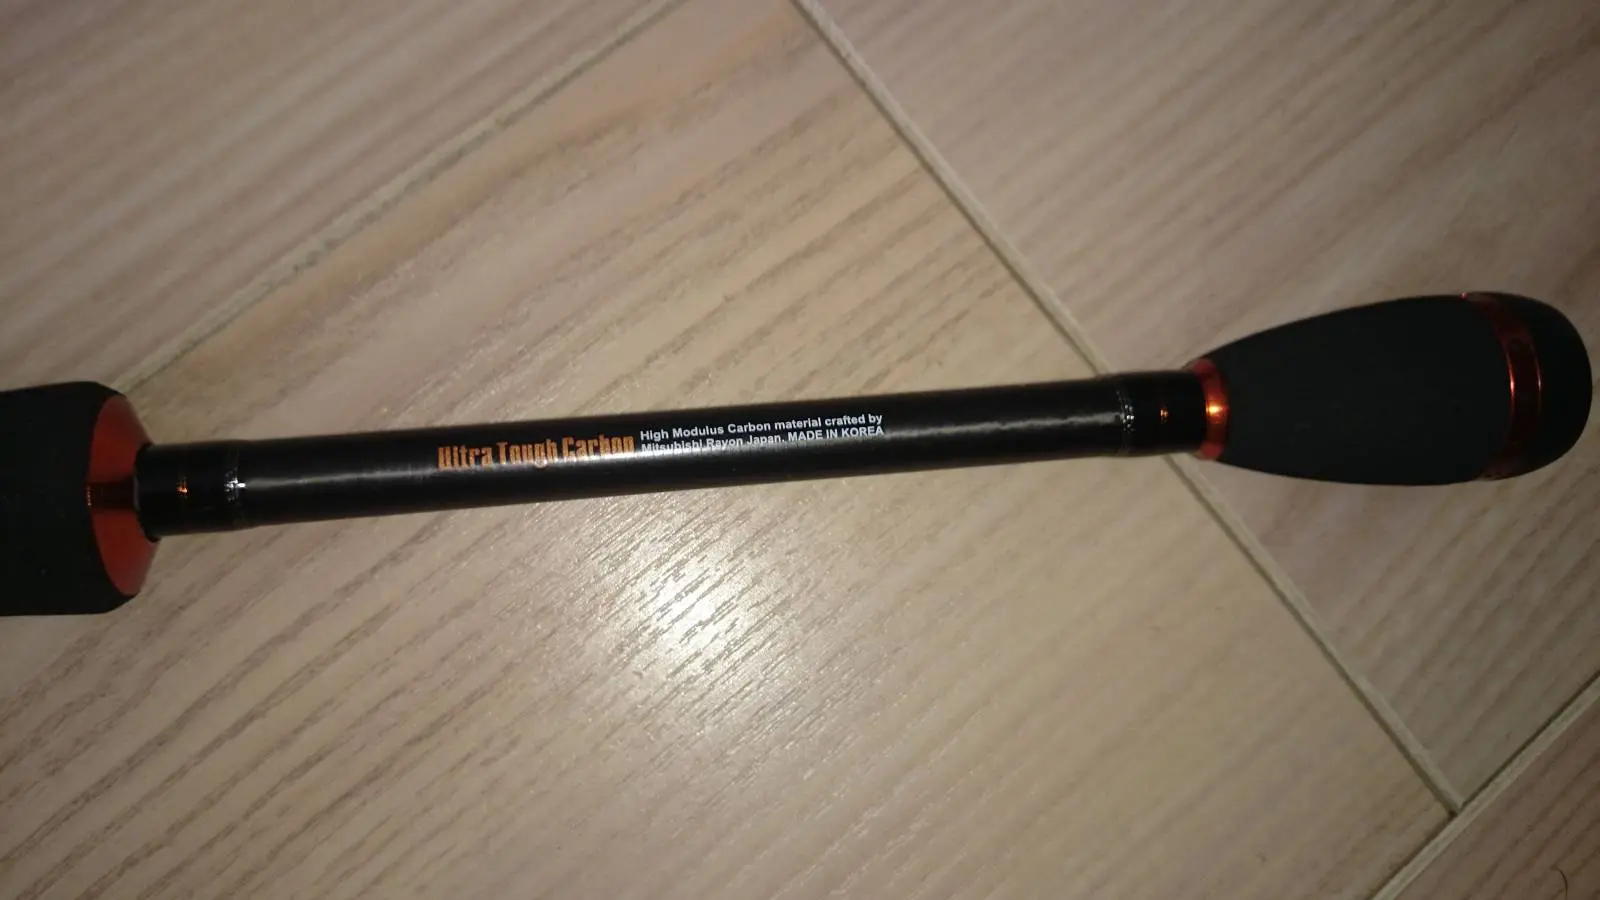 Ultra Tough Carbon
High Modulus Carbon material crafted by
Mitsubishi Rayon Japan. MADE IN KOREA